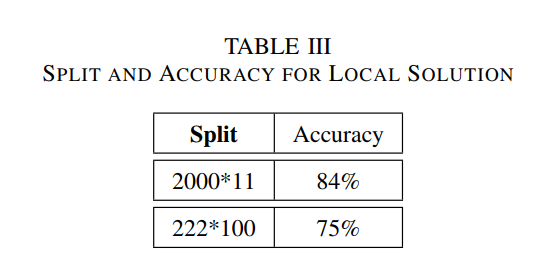 TABLE III
SPLIT AND ACCURACY FOR LOCAL SOLUTION
Split Accuracy
2000*11 84%
222*100 75%